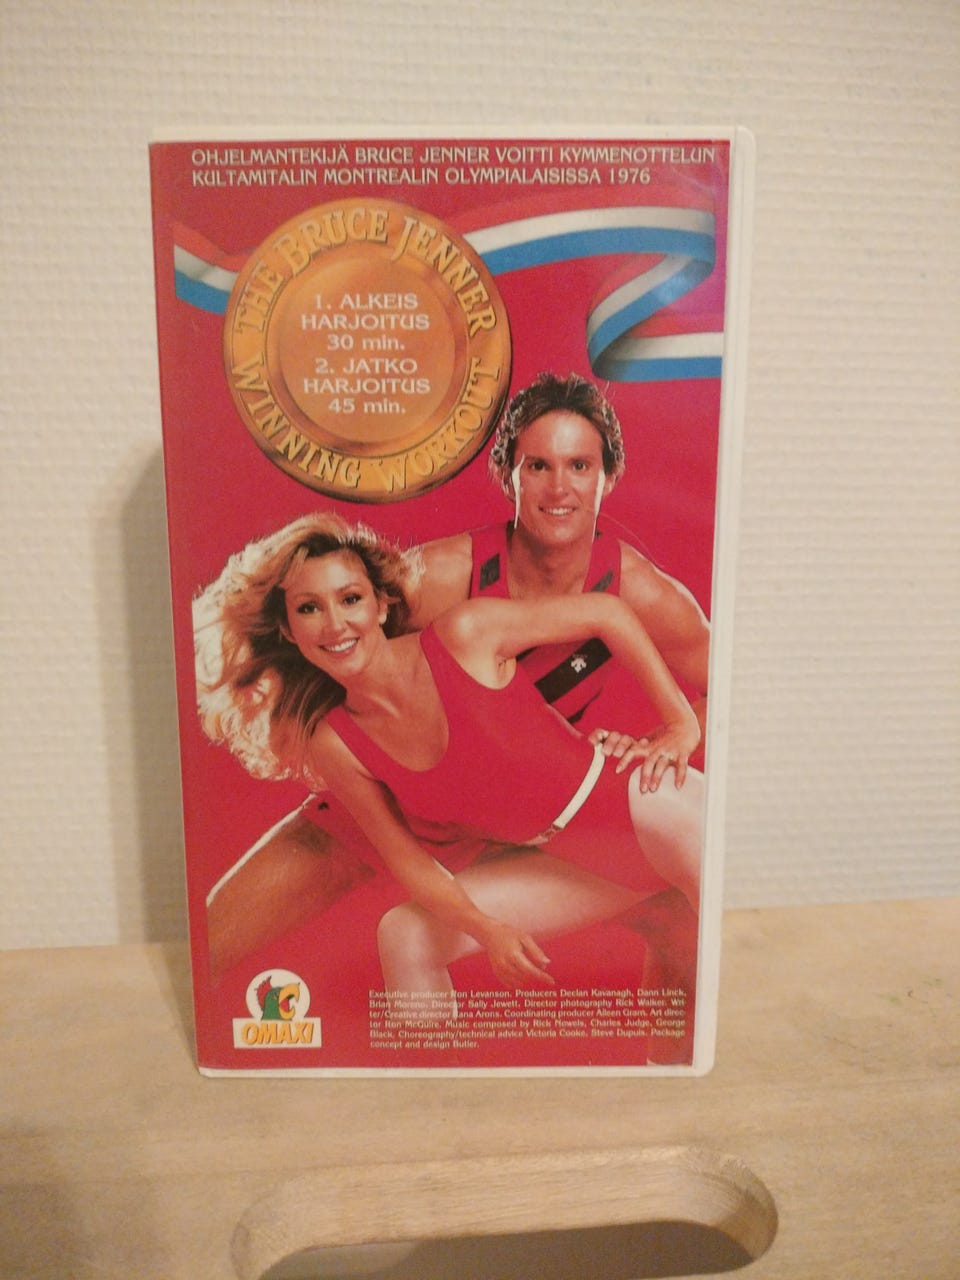 OHJELMANTEKIJÄ BRUCE JENNER VOITTI KYMMENOTTELUN
KULTAMITALIN MONTREALIN OLYMPIALAISISSA 1976
THE BRUCE JENNER
WINNING WORKOUT
1. ALKEIS
HARJOITUS
30 min.
2. JATKO
HARJOITUS
45 min.
Executive producer Ron Levanson. Producers Declan Kavanagh, Dann Linck,
Brian Moreno. Director Sally Jewett. Director photography Rick Walker. Wri-
ter/Creative director Lana Arons. Coordinating producer Aileen Gram. Art direc-
tor Ron McGuire. Music composed by Rick Nowels, Charles Judge, George
Black. Choreography/technical advice Victoria Cooke. Steve Dupuis. Package
concept and design Butler.
OMAXI